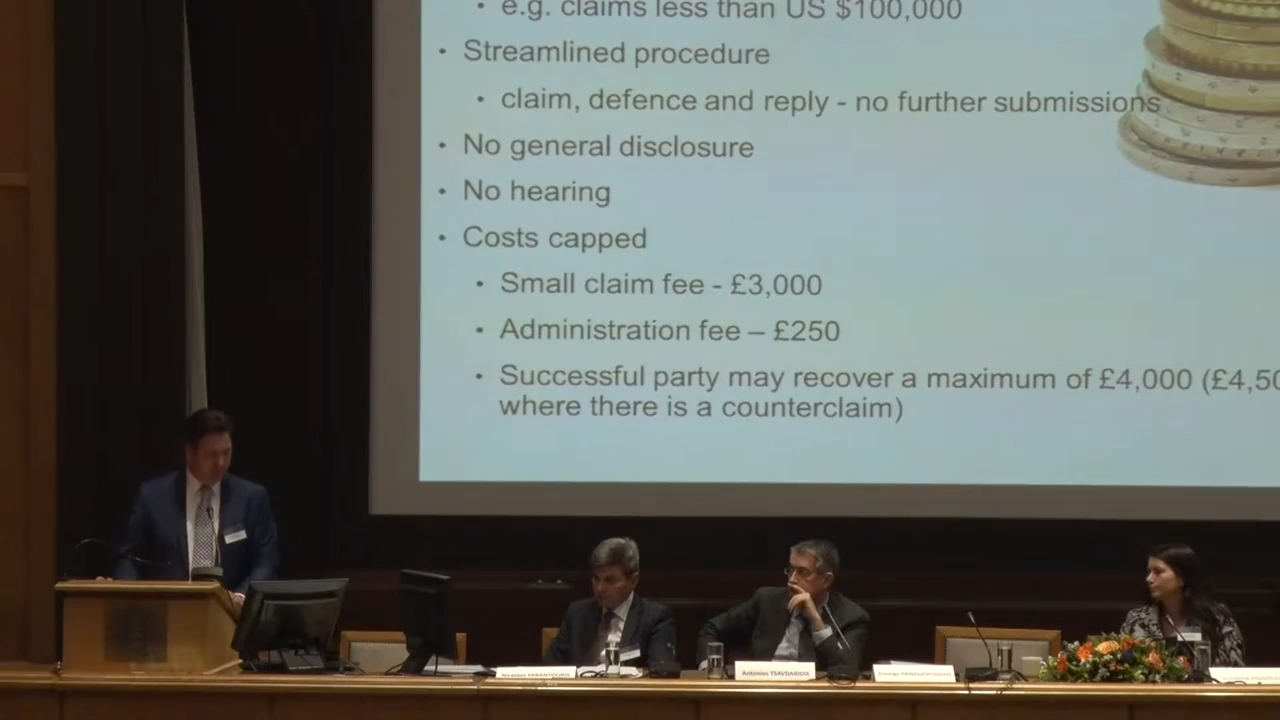 • e.g. claims less than US $100,000
• Streamlined procedure
• claim, defence and reply - no further submissions
• No general disclosure
• No hearing
• Costs capped
• Small claim fee - £3,000
• Administration fee – £250
• Successful party may recover a maximum of £4,000 (£4,50
where there is a counterclaim)
Antonios TSAVDARIDIS